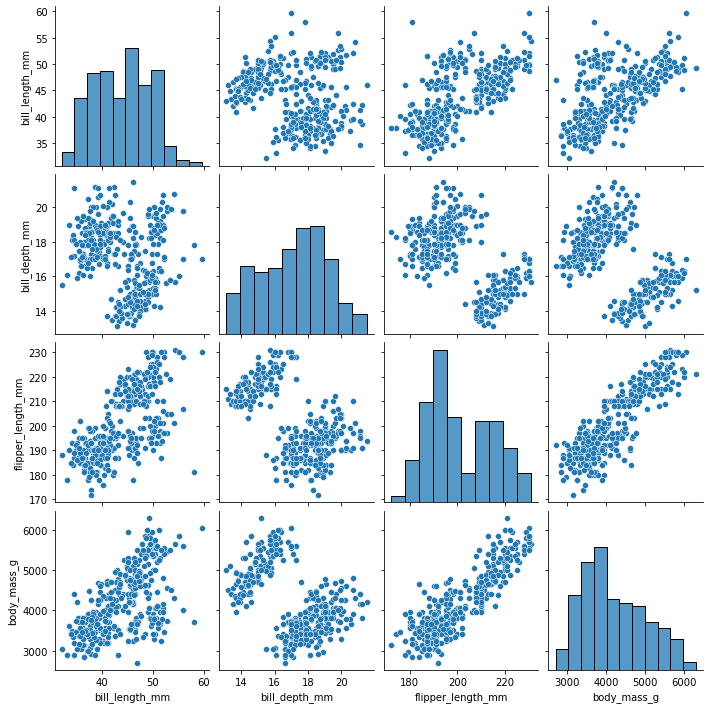 60
55
50
45
40
35
bill_length_mm
20
18
16
14
bill_depth_mm
230
220
210
200
190
180
170
flipper_length_mm
6000
5000
4000
3000
body_mass_g
40 50 60
14 16 18 20
180 200 220
3000 4000 5000 6000
bill_length_mm bill_depth_mm flipper_length_mm body_mass_g